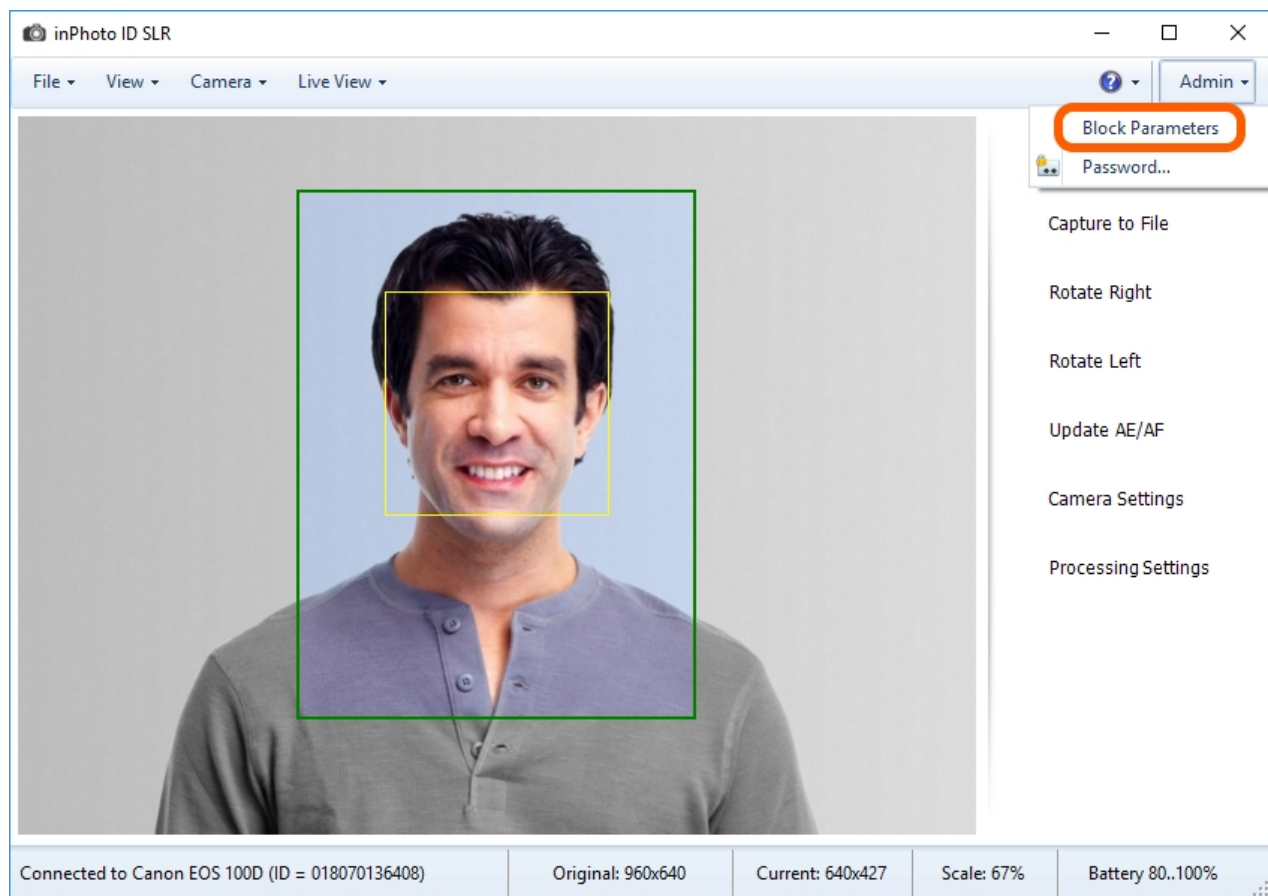 inPhoto ID SLR
File View Camera Live View Admin
Block Parameters
Password...
Capture to File
Rotate Right
Rotate Left
Update AE/AF
Camera Settings
Processing Settings
Connected to Canon EOS 100D (ID = 018070136408) Original: 960x640 Current: 640x427 Scale: 67% Battery 80..100%